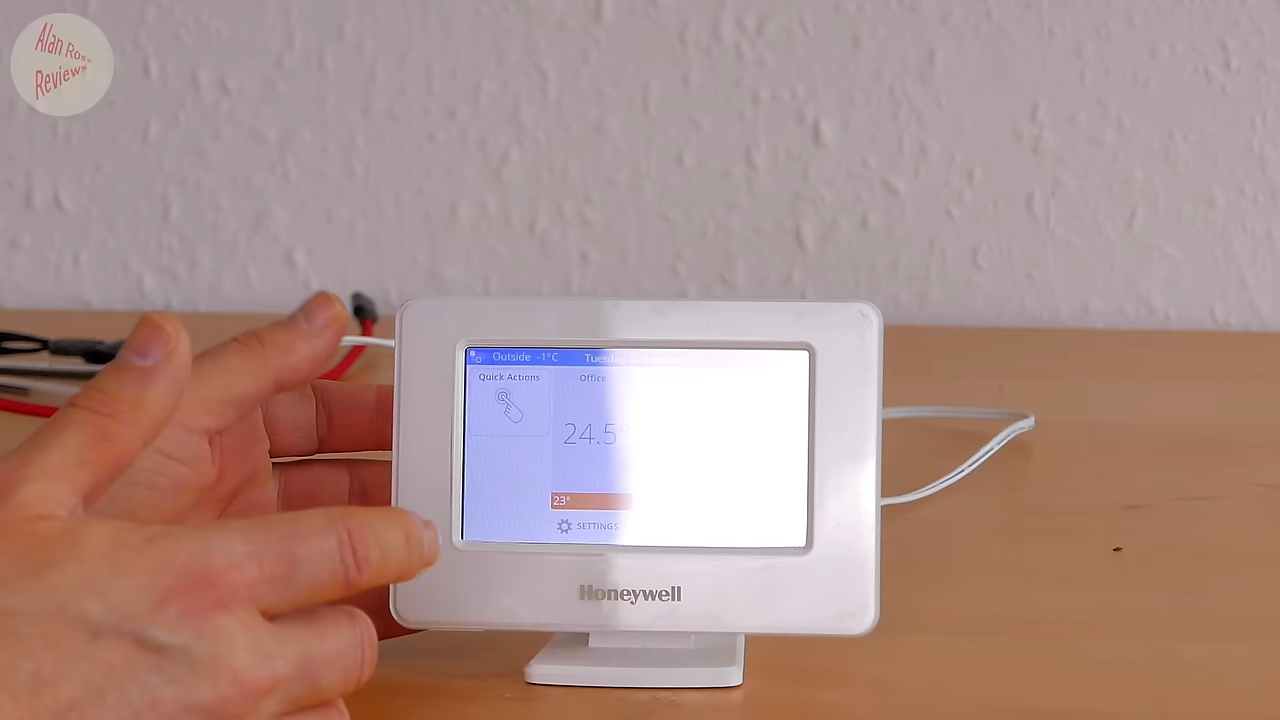 Alan Ross
Reviews
Outside -1°C Tuesday
Quick Actions
Office
24.5°
23°
SETTINGS
Honeywell